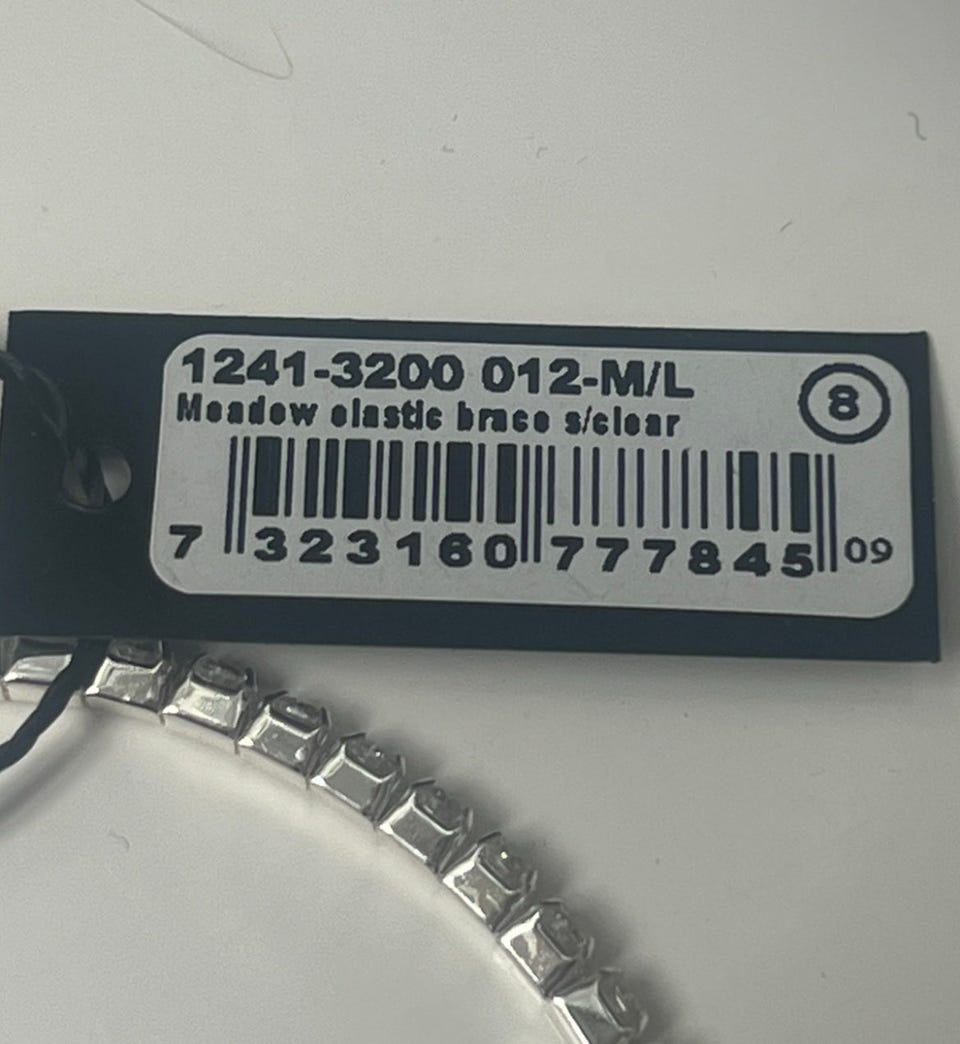 1241-3200 012-M/L
8
Meadow elastic brace s/clear
7 323160 777845 09